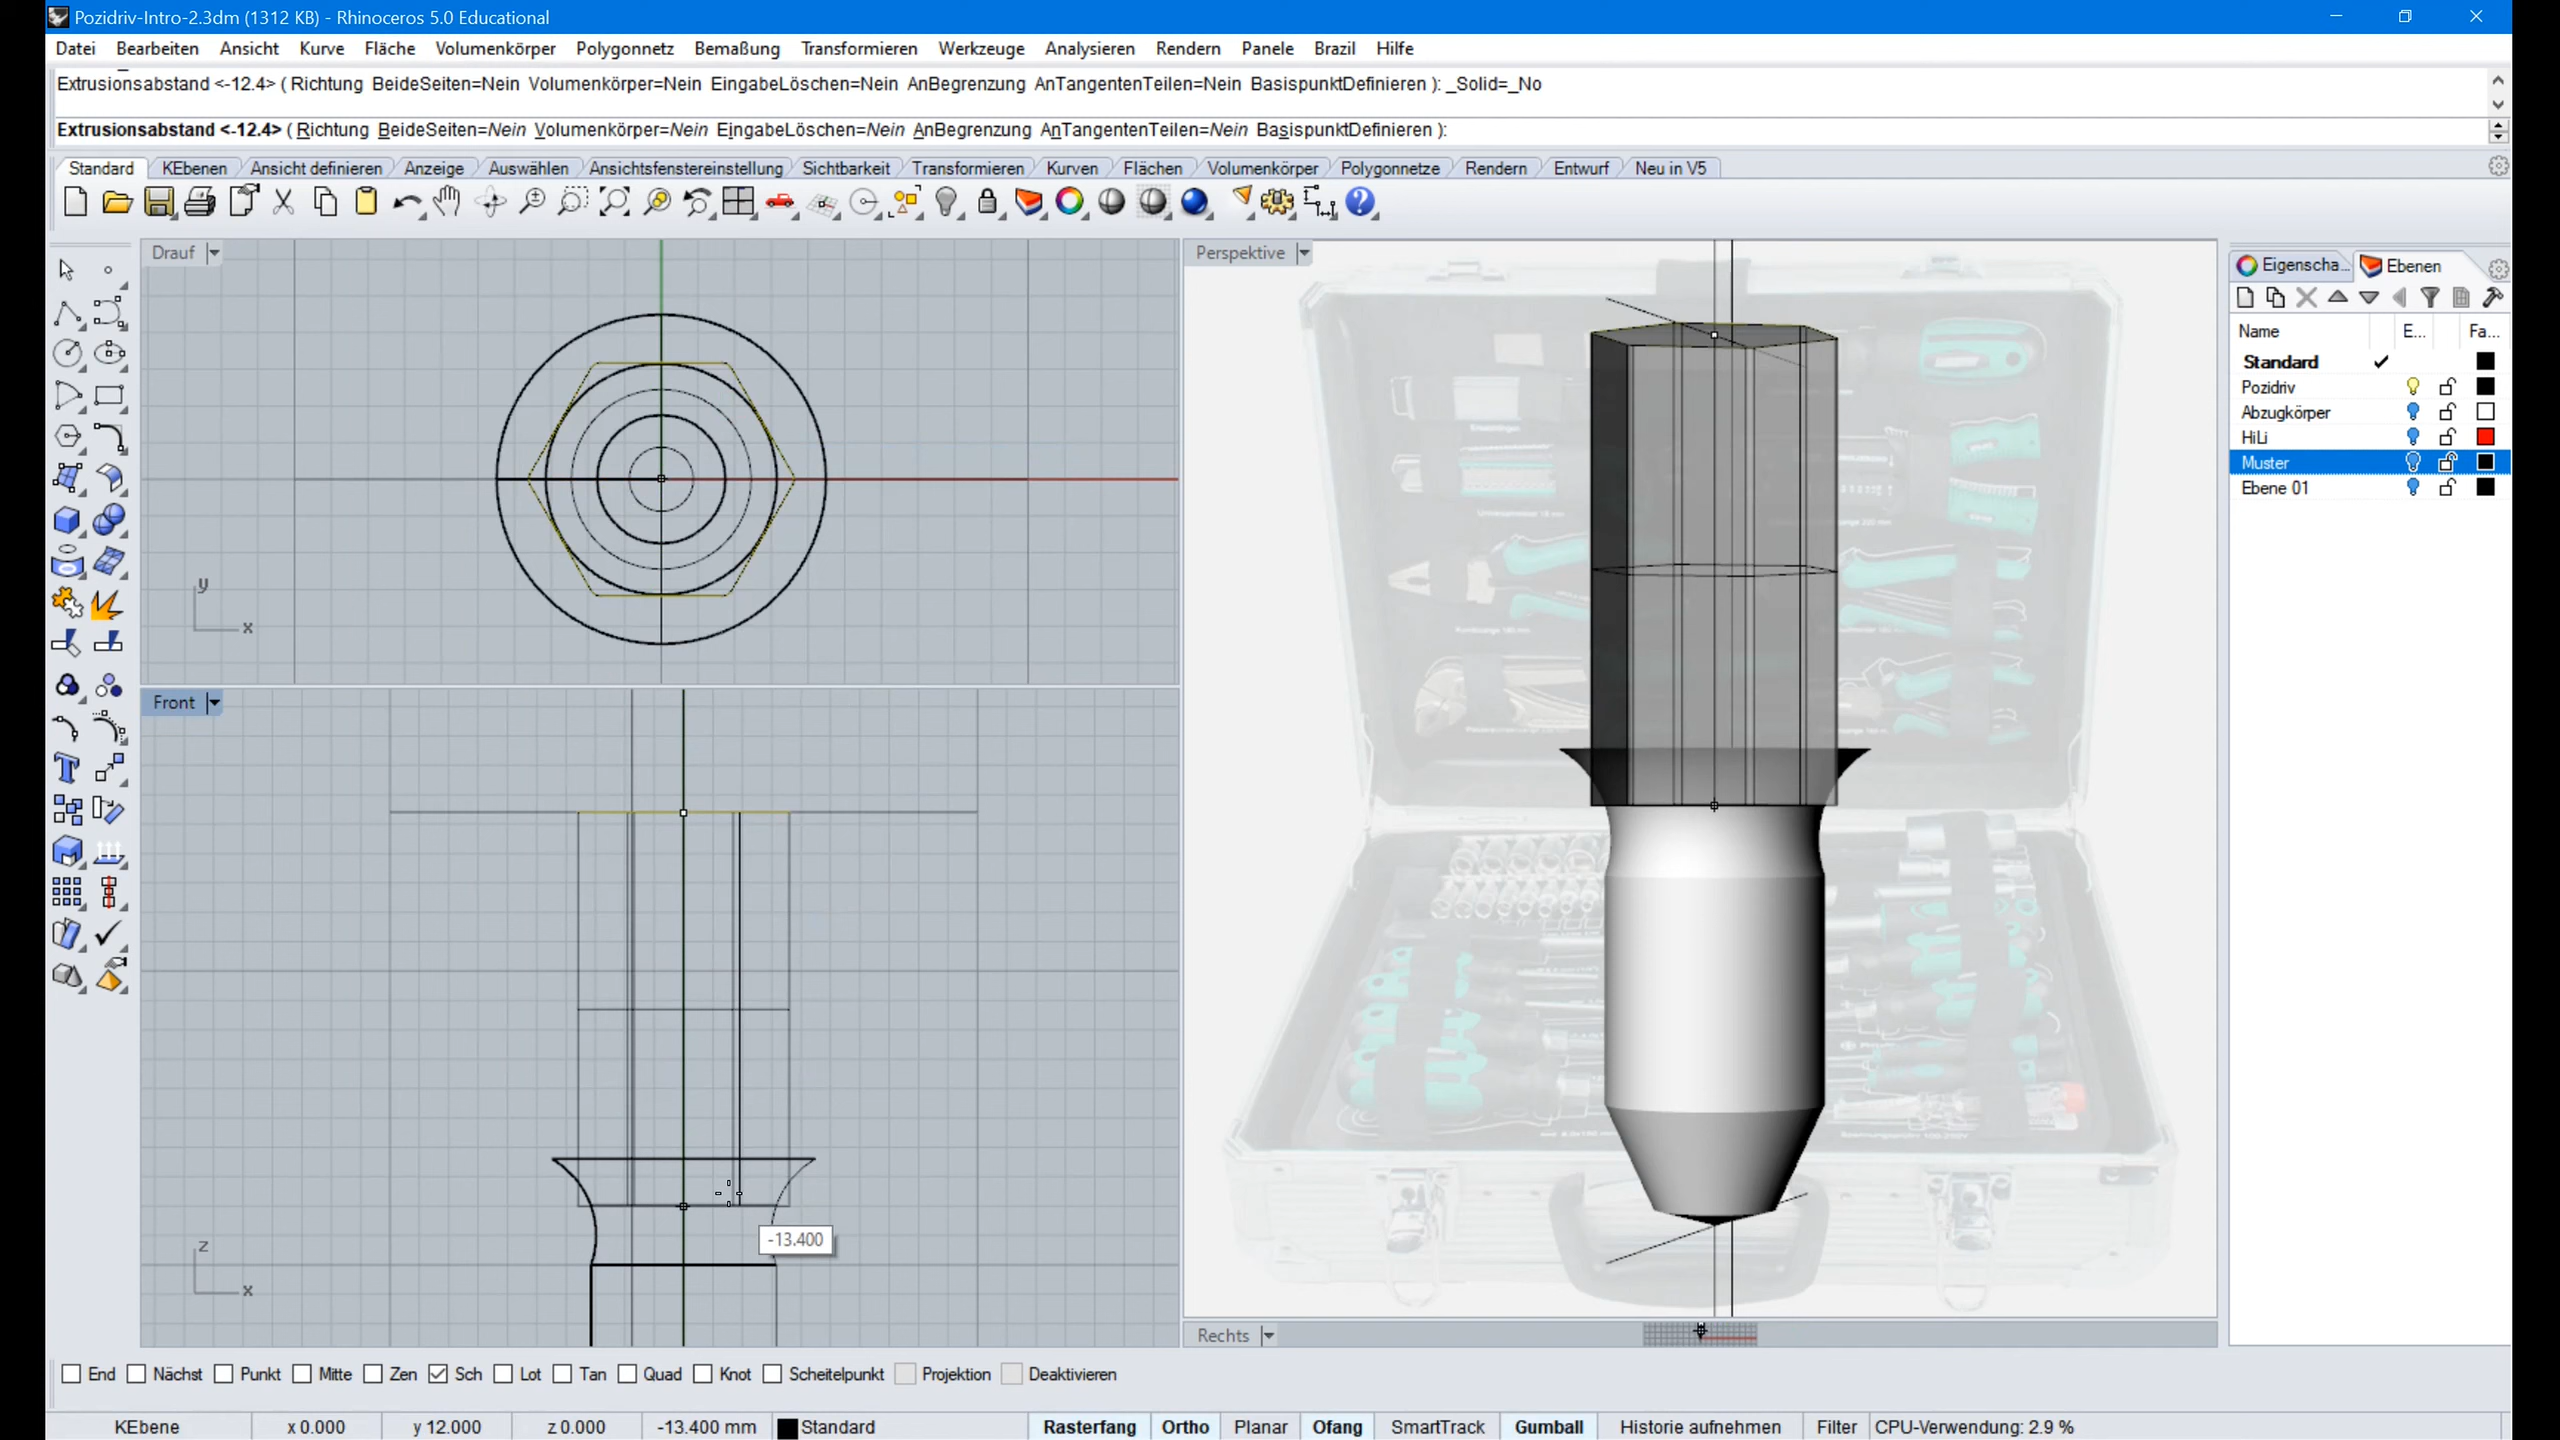 Pozidriv-Intro-2.3dm (1312 KB) - Rhinoceros 5.0 Educational
Datei Bearbeiten Ansicht Kurve Fläche Volumenkörper Polygonnetz Bemaßung Transformieren Werkzeuge Analysieren Rendern Panele Brazil Hilfe
Extrusionsabstand <-12.4> ( Richtung BeideSeiten=Nein Volumenkörper=Nein EingabeLöschen=Nein AnBegrenzung AnTangententeilen=Nein BasispunktDefinieren ): _Solid=_No
Extrusionsabstand <-12.4> ( Richtung BeideSeiten=Nein Volumenkörper=Nein EingabeLöschen=Nein AnBegrenzung AnTangentenTeilen=Nein BasispunktDefinieren ):
Standard KEbenen Ansicht definieren Anzeige Auswählen Ansichtsfenstereinstellung Sichtbarkeit Transformieren Kurven Flächen Volumenkörper Polygonnetze Rendern Entwurf Neu in V5
Drauf
y
x
Front
-13.400
z
x
Perspektive
Rechts
Eigenscha... Ebenen
Name E... Fa...
Standard
Pozidriv
Abzugkörper
HiLi
Muster
Ebene 01
End Nächst Punkt Mitte Zen Sch Lot Tan Quad Knot Scheitelpunkt Projektion Deaktivieren
KEbene x 0.000 y 12.000 z 0.000 -13.400 mm Standard Rasterfang Ortho Planar Ofang SmartTrack Gumball Historie aufnehmen Filter CPU-Verwendung: 2.9 %